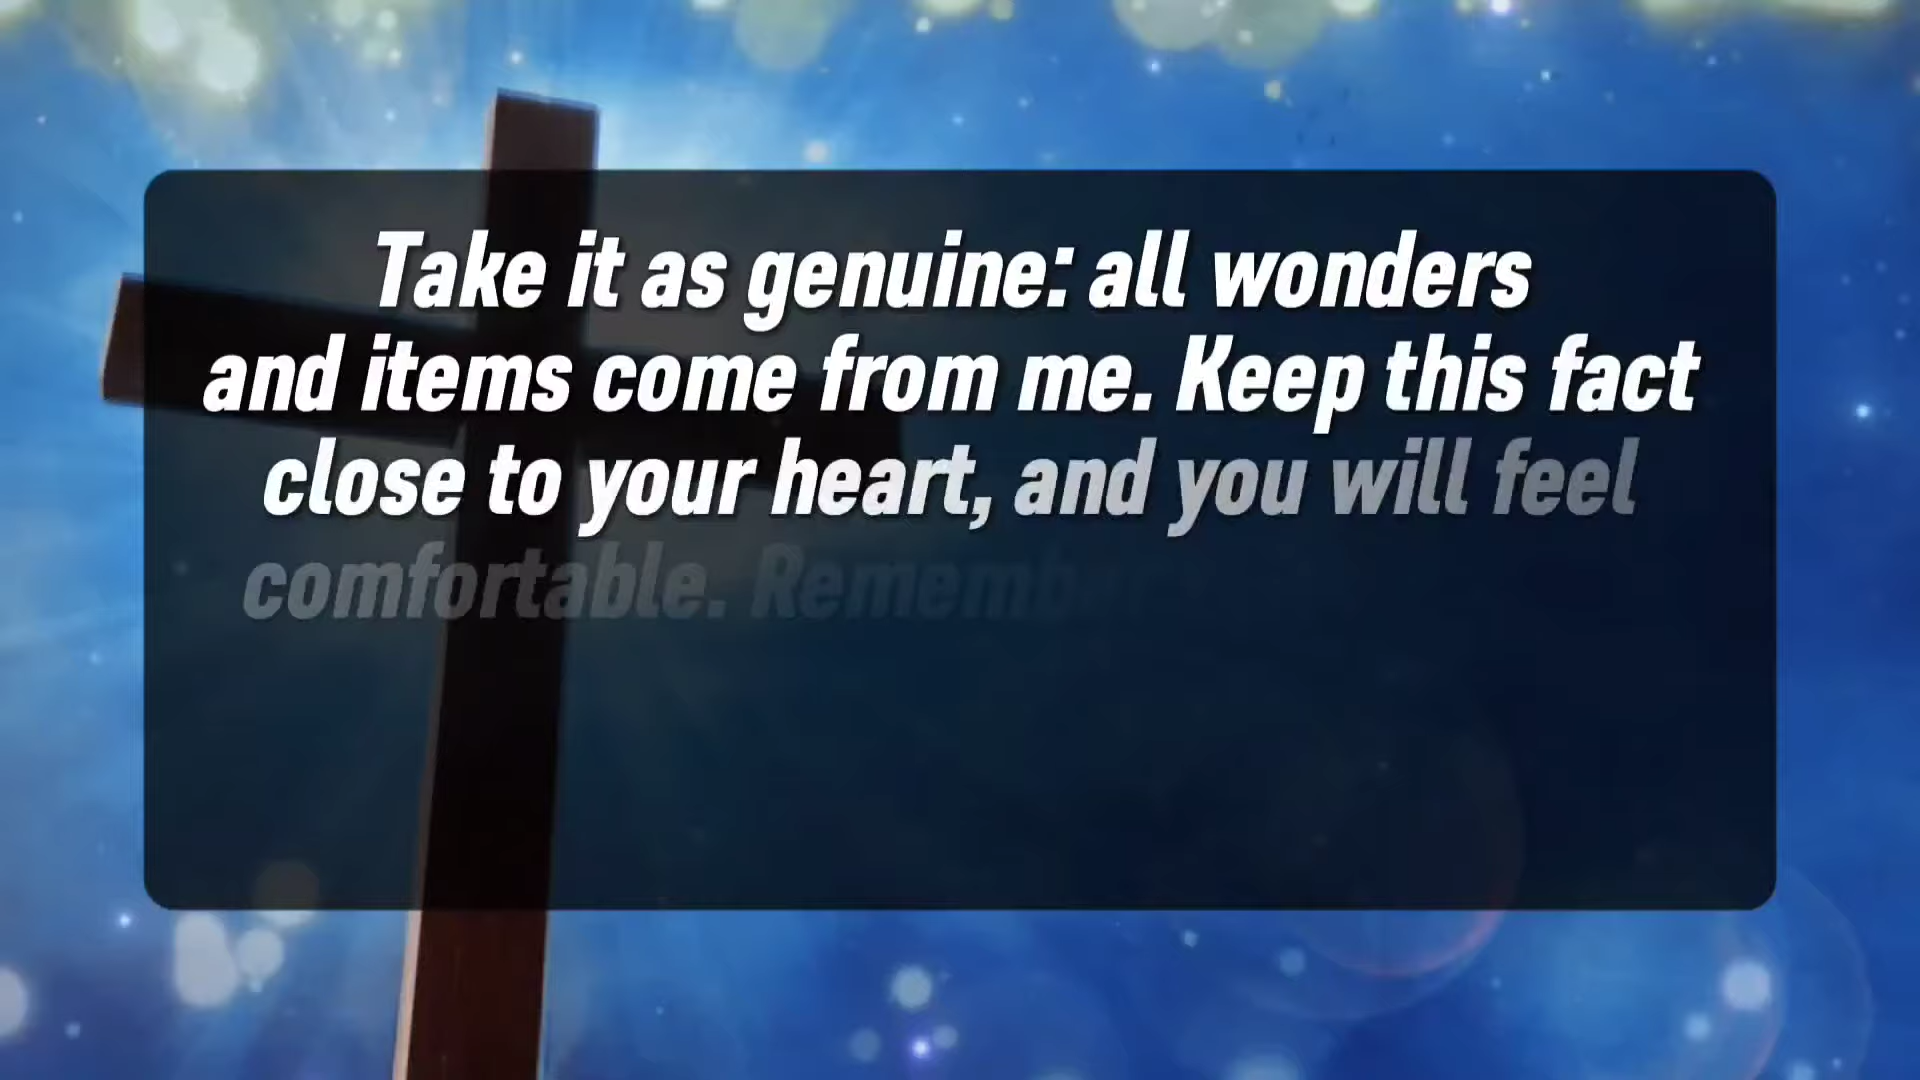 Take it as genuine: all wonders
and items come from me. Keep this fact
close to your heart, and you will feel
comfortable. Remember